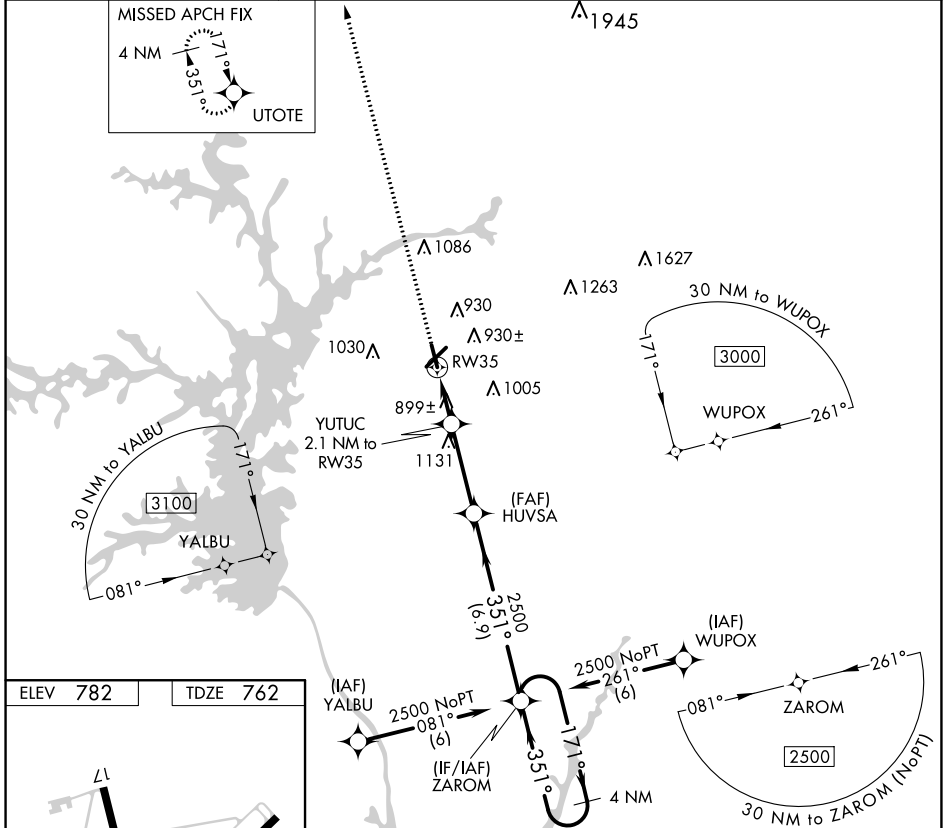 MISSED APCH FIX
4 NM
171°
351°
UTOTE
1945
1086
1627
1263
930
930±
1030
RW35
1005
899±
YUTUC
2.1 NM to
RW35
1131
30 NM to WUPOX
171°
3000
WUPOX
261°
30 NM to YALBU
171°
3100
YALBU
081°
(FAF)
HUVSA
2500
351°
(6.9)
(IAF)
WUPOX
2500 NoPT
261°
(6)
(IAF)
YALBU
2500 NoPT
081°
(6)
(IF/IAF)
ZAROM
351°
171°
4 NM
081°
261°
ZAROM
2500
30 NM to ZAROM (NoPT)
ELEV 782
TDZE 762
17